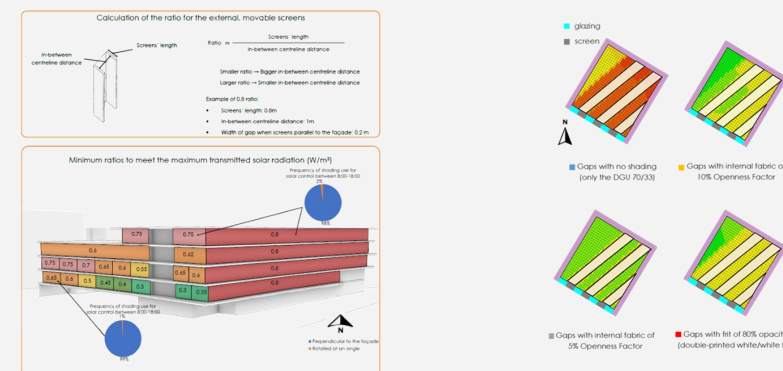 Calculation of the ratio for the external, movable screens
Screens' length
In-between
centreline distance
Ratio =
Screens' length
In-between centreline distance
Smaller ratio → Bigger in-between centreline distance
Larger ratio → Smaller in-between centreline distance
Example of 0.8 ratio:
• Screens' length: 0.8m
• In-between centreline distance: 1m
• Width of gap when screens parallel to the façade: 0.2 m
Minimum ratios to meet the maximum transmitted solar radiation (W/m²)
Frequency of shading use for
solar control between 8:00-18:00
2%
98%
0.75 0.75 0.8
0.6 0.62 0.8
0.75 0.75 0.7 0.65 0.6 0.55 0.65 0.6 0.8
0.65 0.6 0.5 0.45 0.4 0.3 0.3 0.35 0.8
Frequency of shading use for
solar control between 8:00-18:00
1%
99%
N
Perpendicular to the façade
Rotated at an angle
glazing
screen
N
Gaps with no shading
(only the DGU 70/33)
Gaps with internal fabric o
10% Openness Factor
Gaps with internal fabric of
5% Openness Factor
Gaps with frit of 80% opacit
(double-printed white/white